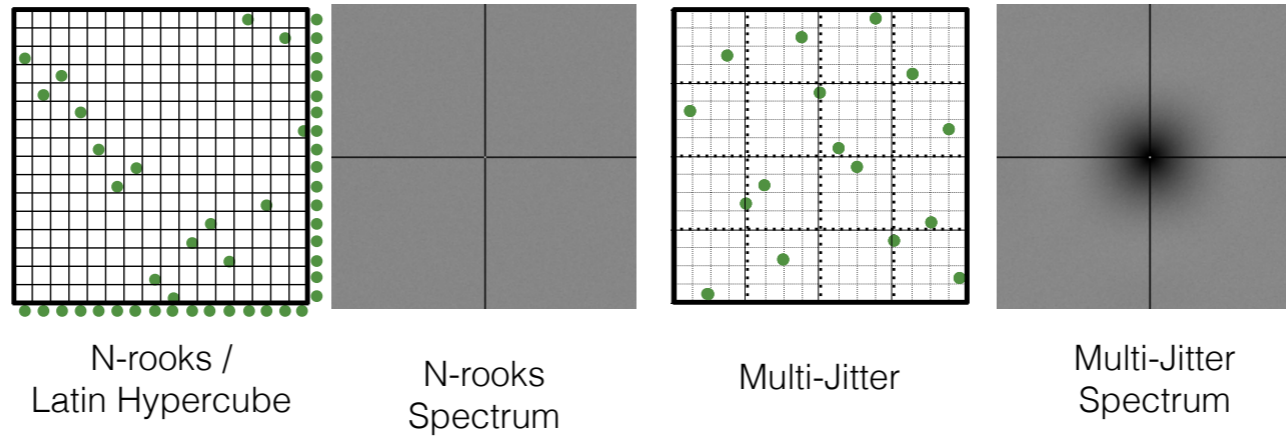 N-rooks /
Latin Hypercube
N-rooks
Spectrum
Multi-Jitter
Multi-Jitter
Spectrum